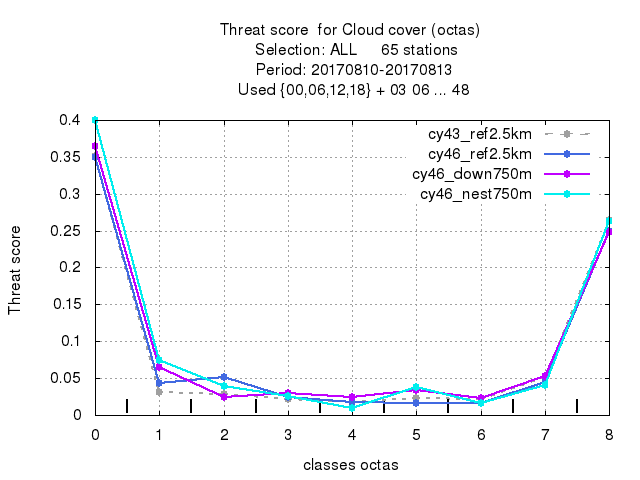 Threat score  for Cloud cover (octas)
Selection: ALL     65 stations
Period: 20170810-20170813
Used {00,06,12,18} + 03 06 ... 48
cy43_ref2.5km
cy46_ref2.5km
cy46_down750m
cy46_nest750m
0.4
0.35
0.3
0.25
0.2
0.15
0.1
0.05
0
Threat score
0 1 2 3 4 5 6 7 8
classes octas